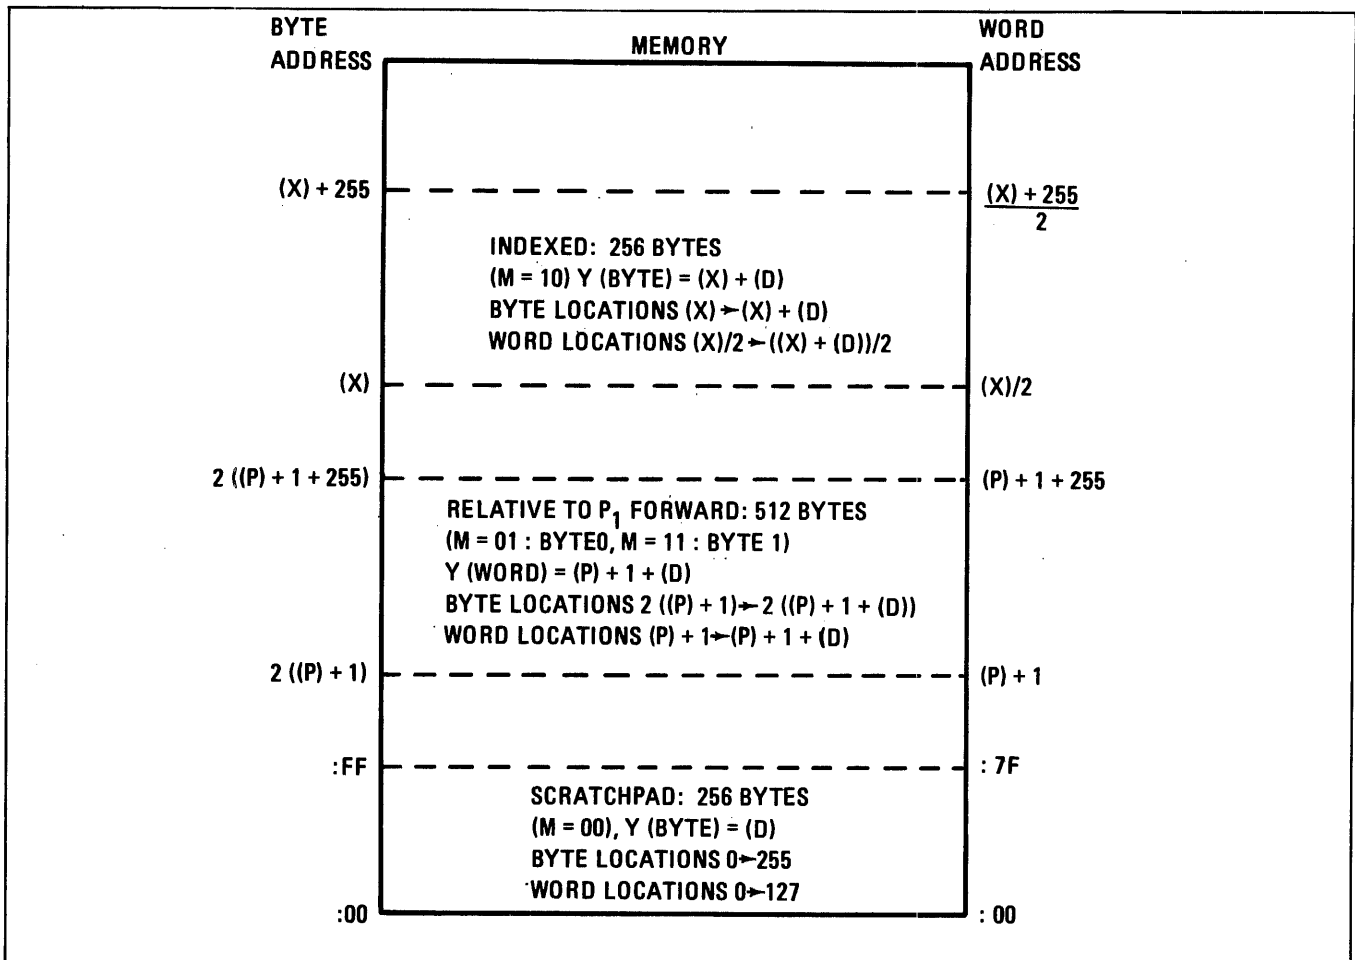 BYTE
ADDRESS
MEMORY
WORD
ADDRESS
(X) + 255
(X) + 255
2
INDEXED: 256 BYTES
(M = 10) Y (BYTE) = (X) + (D)
BYTE LOCATIONS (X)→(X) + (D)
WORD LOCATIONS (X)/2→((X) + (D))/2
(X)
(X)/2
2 ((P) + 1 + 255)
(P) + 1 + 255
RELATIVE TO P1 FORWARD: 512 BYTES
(M = 01 : BYTE0, M = 11 : BYTE 1)
Y (WORD) = (P) + 1 + (D)
BYTE LOCATIONS 2 ((P) + 1)→2 ((P) + 1 + (D))
WORD LOCATIONS (P) + 1→(P) + 1 + (D)
2 ((P) + 1)
(P) + 1
:FF
: 7F
SCRATCHPAD: 256 BYTES
(M = 00), Y (BYTE) = (D)
BYTE LOCATIONS 0→255
WORD LOCATIONS 0→127
:00
: 00